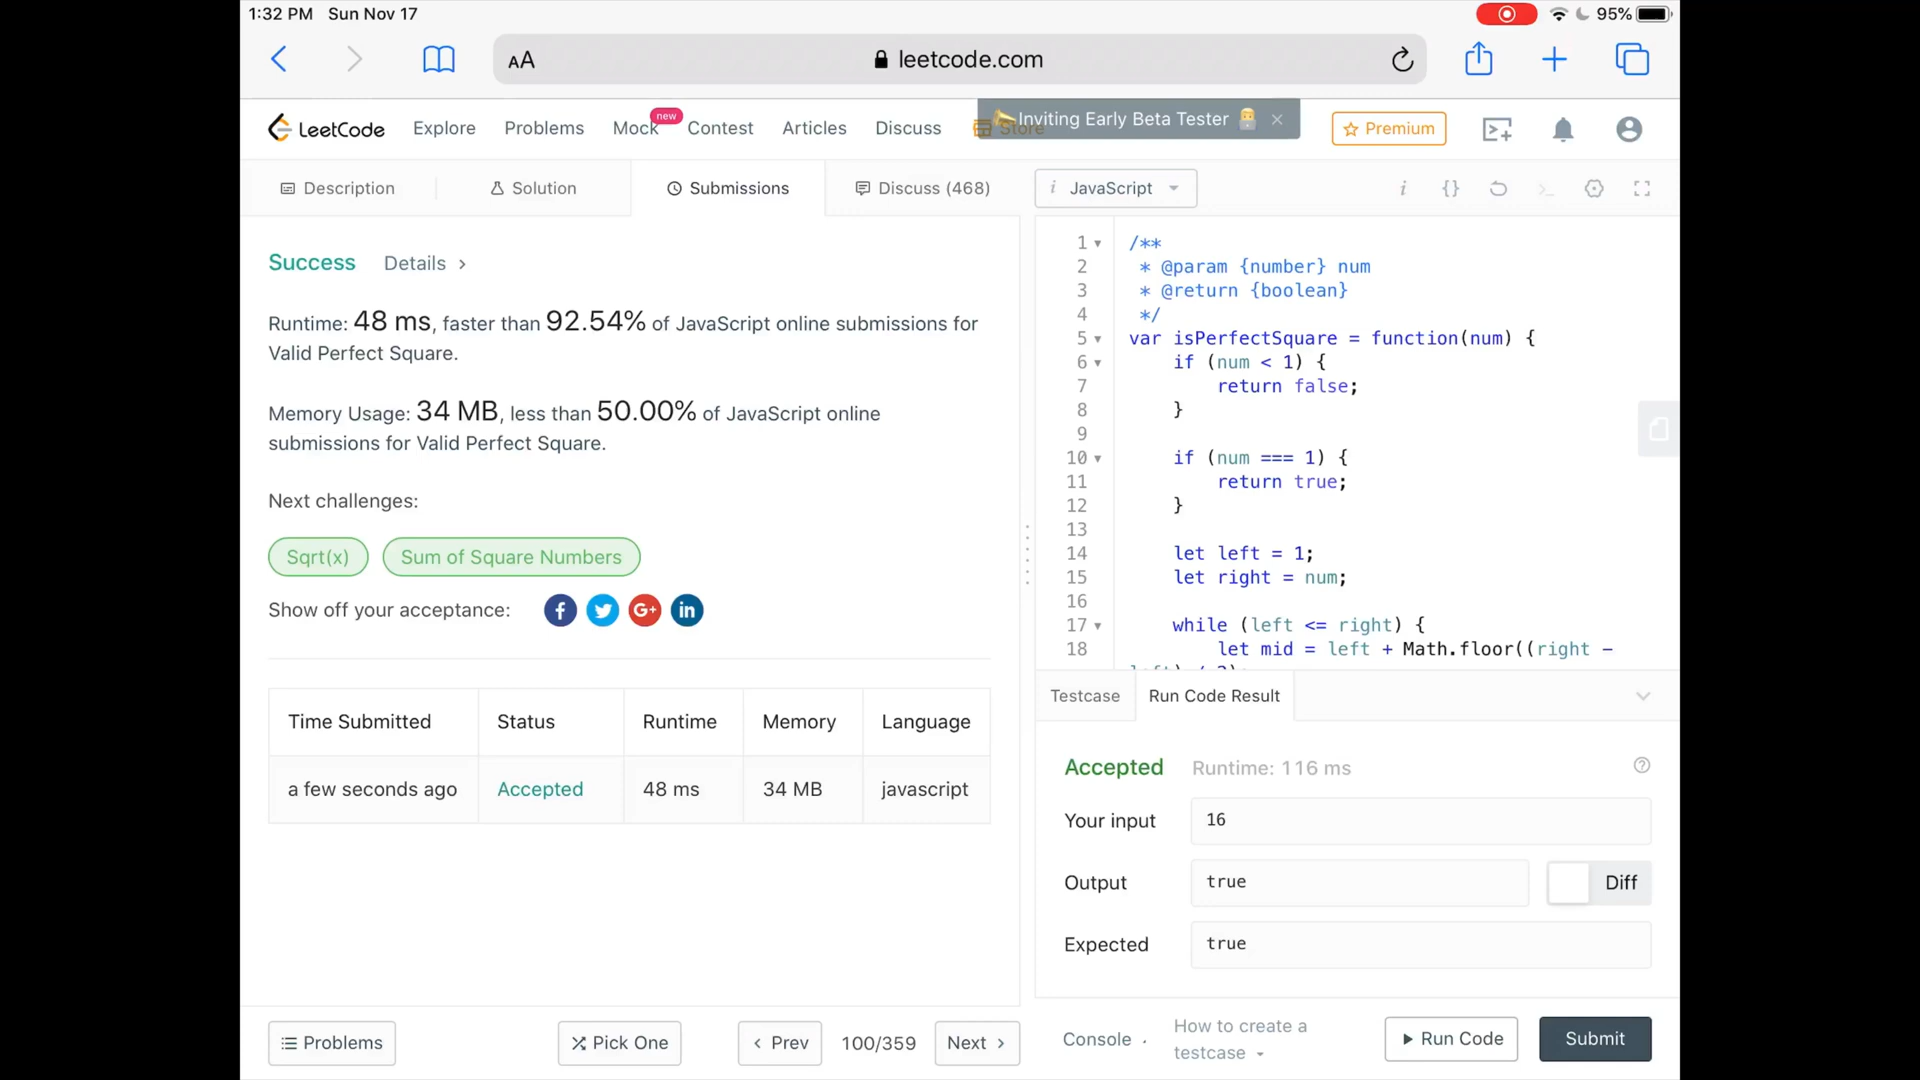 1:32 PM Sun Nov 17
95%
AA leetcode.com
LeetCode Explore Problems Mock new Contest Articles Discuss Store Inviting Early Beta Tester × Premium
Description Solution Submissions Discuss (468)
Success Details >
Runtime: 48 ms, faster than 92.54% of JavaScript online submissions for
Valid Perfect Square.
Memory Usage: 34 MB, less than 50.00% of JavaScript online
submissions for Valid Perfect Square.
Next challenges:
Sqrt(x) Sum of Square Numbers
Show off your acceptance: f G+ in
Time Submitted Status Runtime Memory Language
a few seconds ago Accepted 48 ms 34 MB javascript
Problems Pick One < Prev 100/359 Next >
i JavaScript i {} >_
1 /**
2 * @param {number} num
3 * @return {boolean}
4 */
5 var isPerfectSquare = function(num) {
6 if (num < 1) {
7 return false;
8 }
9
10 if (num === 1) {
11 return true;
12 }
13
14 let left = 1;
15 let right = num;
16
17 while (left <= right) {
18 let mid = left + Math.floor((right -
Testcase Run Code Result
Accepted Runtime: 116 ms ?
Your input 16
Output true Diff
Expected true
Console How to create a
testcase
Run Code Submit